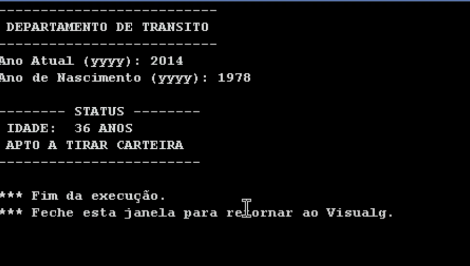 --------------------------
DEPARTAMENTO DE TRANSITO
--------------------------
Ano Atual (yyyy): 2014
Ano de Nascimento (yyyy): 1978
-------- STATUS --------
IDADE:  36 ANOS
APTO A TIRAR CARTEIRA
------------------------
*** Fim da execução.
*** Feche esta janela para retornar ao Visualg.